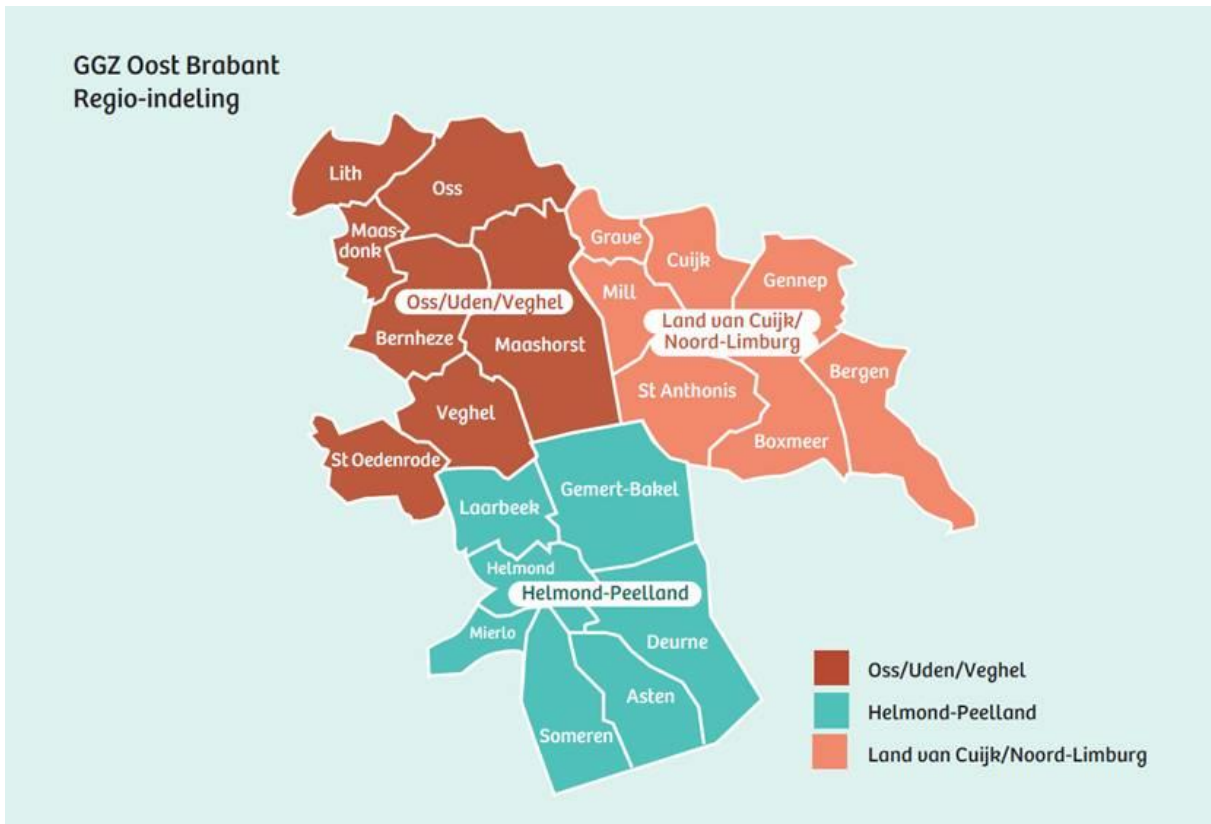 GGZ Oost Brabant
Regio-indeling
Lith
Oss
Maas-
donk
Grave
Cuijk
Gennep
Mill
Oss/Uden/Veghel
Land van Cuijk/
Noord-Limburg
Bernheze
Maashorst
Bergen
St Anthonis
Veghel
Boxmeer
St Oedenrode
Gemert-Bakel
Laarbeek
Helmond
Helmond-Peelland
Mierlo
Deurne
Asten
Someren
Oss/Uden/Veghel
Helmond-Peelland
Land van Cuijk/Noord-Limburg